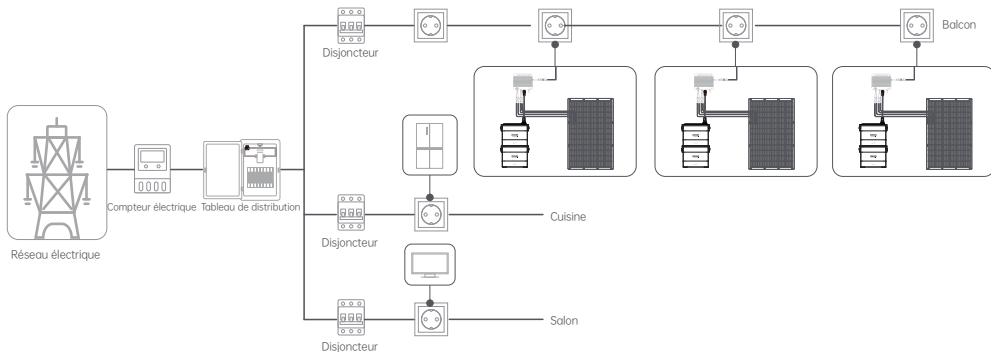 Balcon
Disjoncteur
Compteur électrique
Tableau de distribution
Cuisine
Disjoncteur
Réseau électrique
Salon
Disjoncteur